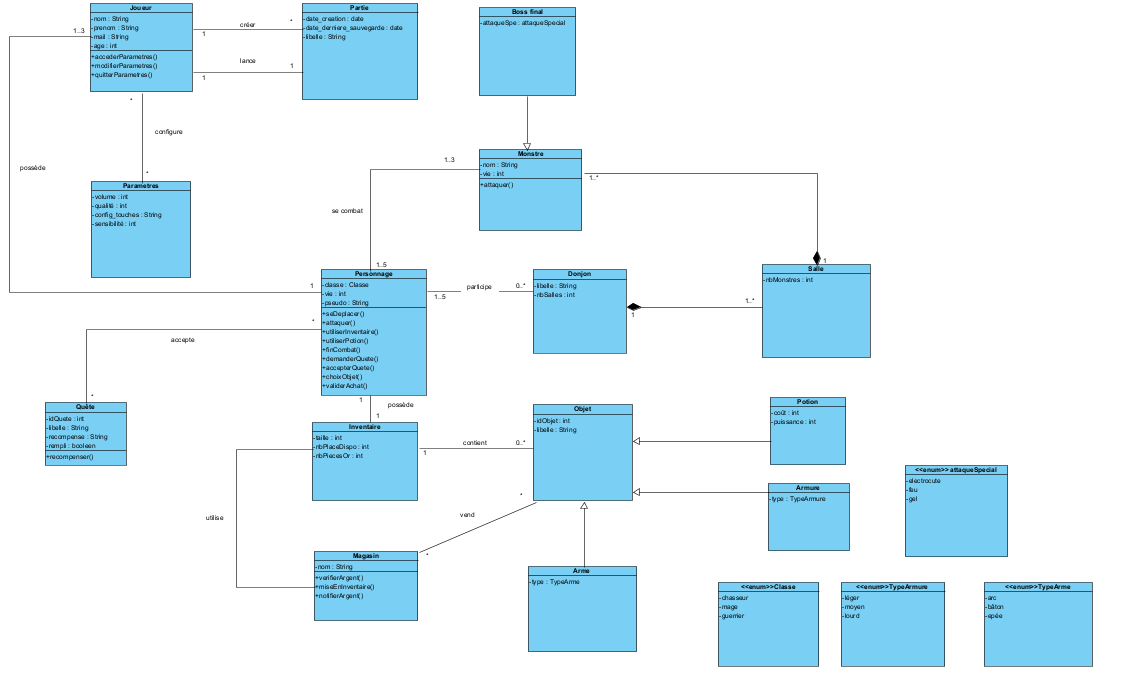 Joueur
-nom : String
-prenom : String
-mail : String
-age : int
+accederParametres()
+modifierParametres()
+quitterParametres()
Partie
-date_creation : date
-date_derniere_sauvegarde : date
-libelle : String
Boss final
-attaqueSpe : attaqueSpecial
créer
1
*
lance
1
1
1..3
possède
1
*
configure
*
Parametres
-volume : int
-qualité : int
-config_touches : String
-sensibilité : int
Monstre
-nom : String
-vie : int
+attaquer()
1..3
se combat
1..5
1..*
1
Personnage
-classe : Classe
-vie : int
-pseudo : String
+seDeplacer()
+attaquer()
+utiliserInventaire()
+utiliserPotion()
+finCombat()
+demanderQuete()
+accepterQuete()
+choixObjet()
+validerAchat()
participe
1..5
0..*
Donjon
-libelle : String
-nbSalles : int
1
1..*
Salle
-nbMonstres : int
*
accepte
*
Quête
-idQuete : int
-libelle : String
-recompense : String
-rempli : booleen
+recompenser()
1
possède
1
Inventaire
-taille : int
-nbPlaceDispo : int
-nbPiecesOr : int
contient
1
0..*
Objet
-idObjet : int
-libelle : String
Potion
-coût : int
-puissance : int
Armure
-type : TypeArmure
<<enum>> attaqueSpecial
-electrocute
-feu
-gel
utilise
vend
*
*
Magasin
-nom : String
+verifierArgent()
+miseEnInventaire()
+notifierArgent()
Arme
-type : TypeArme
<<enum>>Classe
-chasseur
-mage
-guerrier
<<enum>>TypeArmure
-léger
-moyen
-lourd
<<enum>>TypeArme
-arc
-bâton
-epée